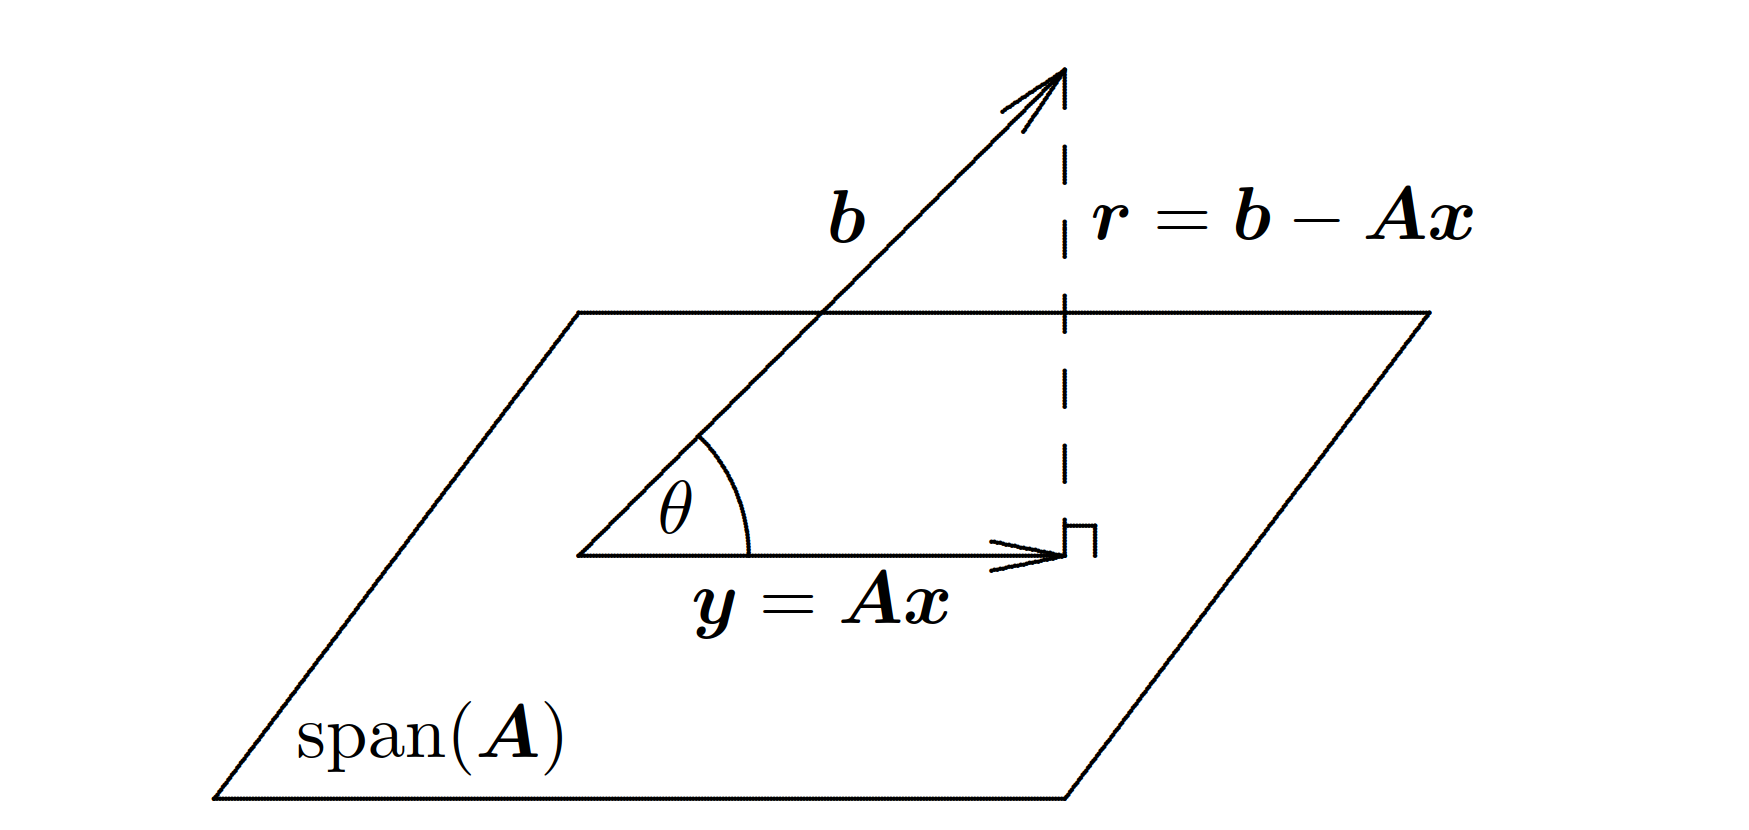 b
r = b − Ax
θ
y = Ax
span(A)